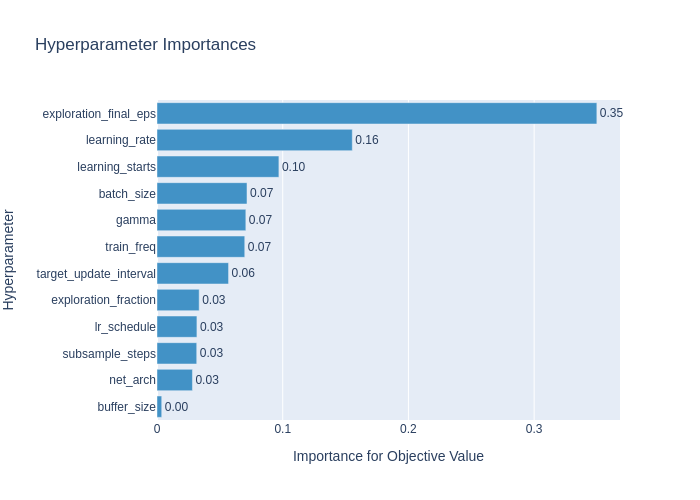 Hyperparameter Importances
Hyperparameter
exploration_final_eps 0.35
learning_rate 0.16
learning_starts 0.10
batch_size 0.07
gamma 0.07
train_freq 0.07
target_update_interval 0.06
exploration_fraction 0.03
lr_schedule 0.03
subsample_steps 0.03
net_arch 0.03
buffer_size 0.00
0 0.1 0.2 0.3
Importance for Objective Value